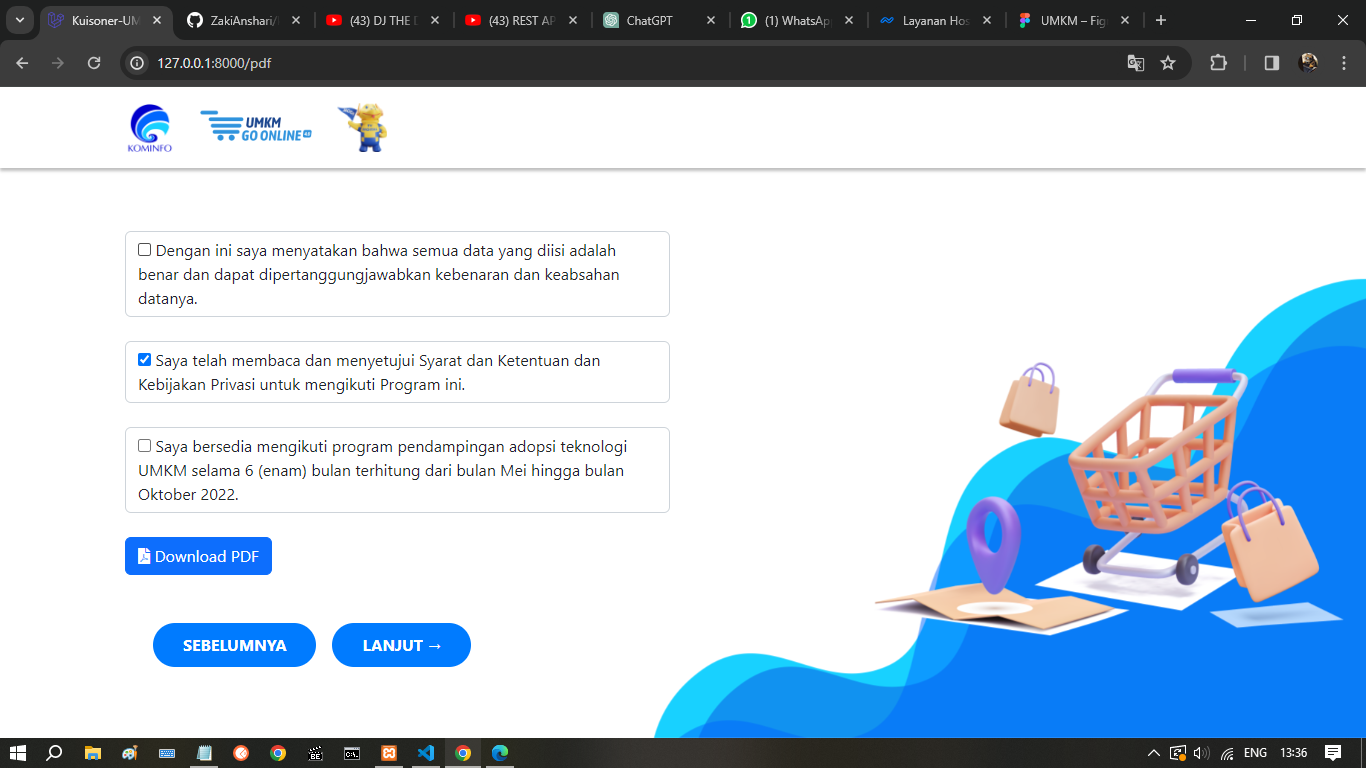 Kuisoner-UM
ZakiAnshari/
(43) DJ THE D
(43) REST AP
ChatGPT
(1) WhatsAp
Layanan Hos
UMKM – Fig
127.0.0.1:8000/pdf
KOMINFO
UMKM
GO ONLINE
Dengan ini saya menyatakan bahwa semua data yang diisi adalah
benar dan dapat dipertanggungjawabkan kebenaran dan keabsahan
datanya.
Saya telah membaca dan menyetujui Syarat dan Ketentuan dan
Kebijakan Privasi untuk mengikuti Program ini.
Saya bersedia mengikuti program pendampingan adopsi teknologi
UMKM selama 6 (enam) bulan terhitung dari bulan Mei hingga bulan
Oktober 2022.
Download PDF
SEBELUMNYA
LANJUT →
ENG
13:36